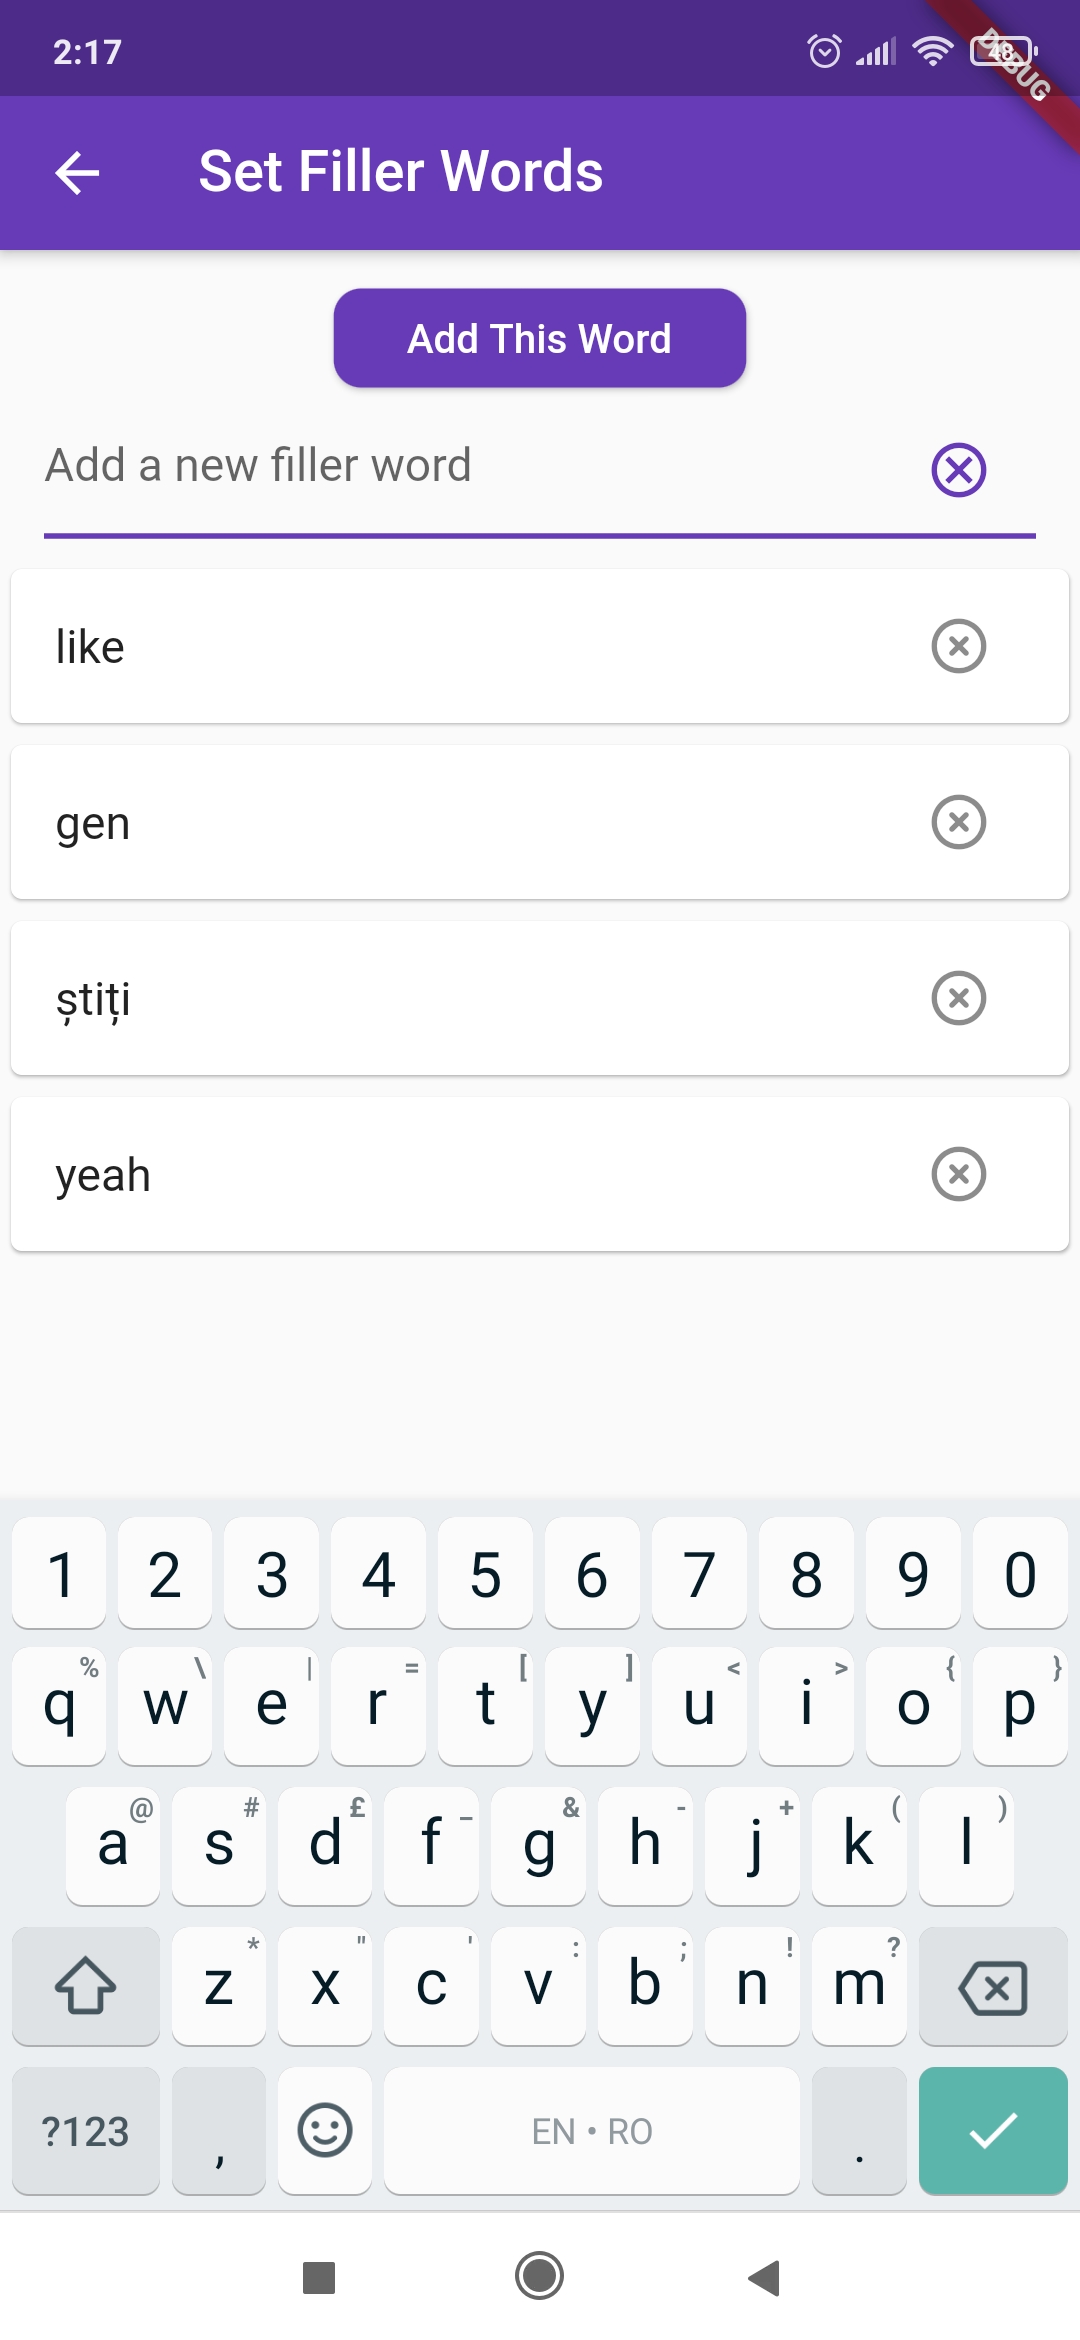 2:17
48
DEBUG
Set Filler Words
Add This Word
Add a new filler word
like
gen
știți
yeah
1 2 3 4 5 6 7 8 9 0
% \ | = [ ] < > { }
q w e r t y u i o p
@ # £ _ & - + ( )
a s d f g h j k l
* " ' : ; ! ?
z x c v b n m
?123 , EN • RO .